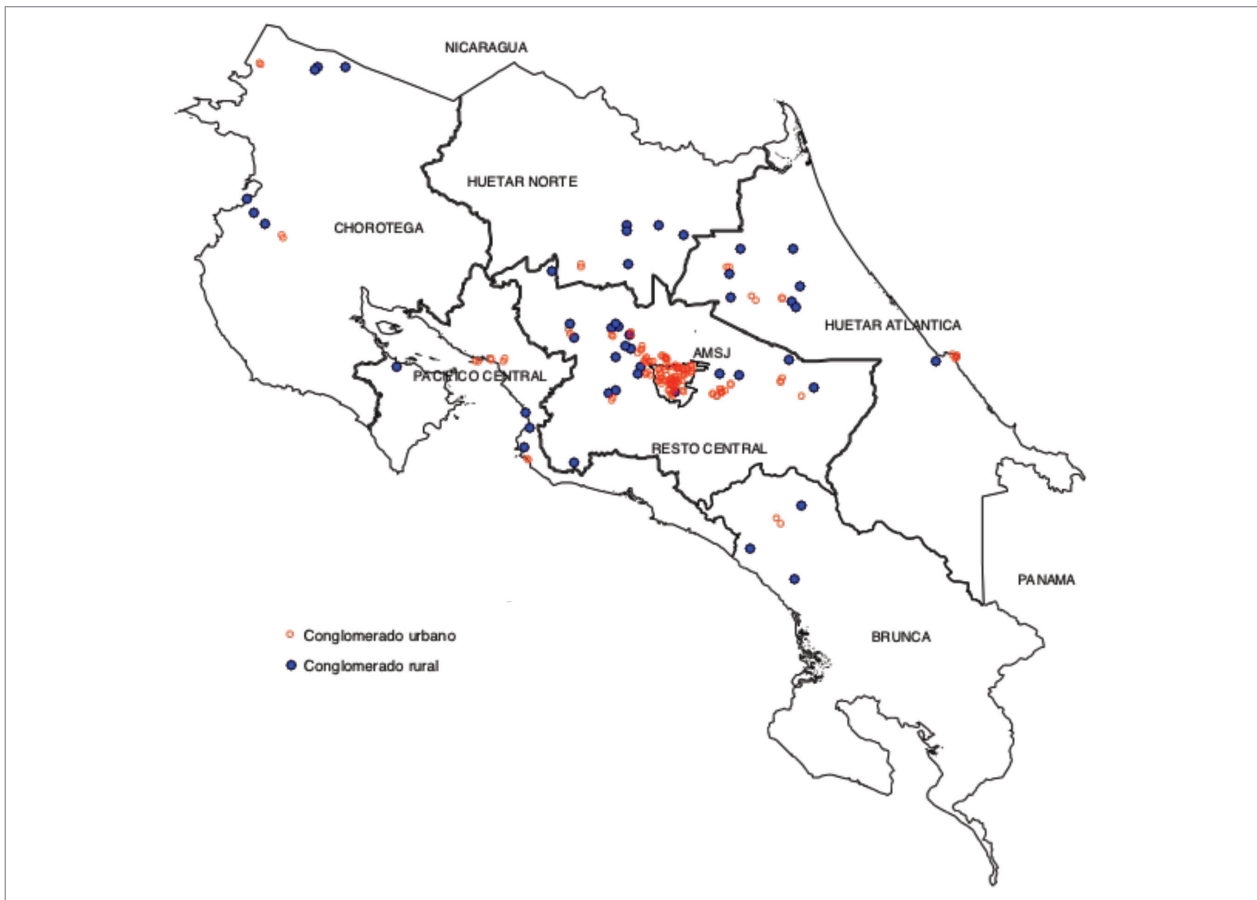 NICARAGUA
HUETAR NORTE
CHOROTEGA
HUETAR ATLANTICA
AMSJ
PACIFICO CENTRAL
RESTO CENTRAL
PANAMA
BRUNCA
Conglomerado urbano
Conglomerado rural